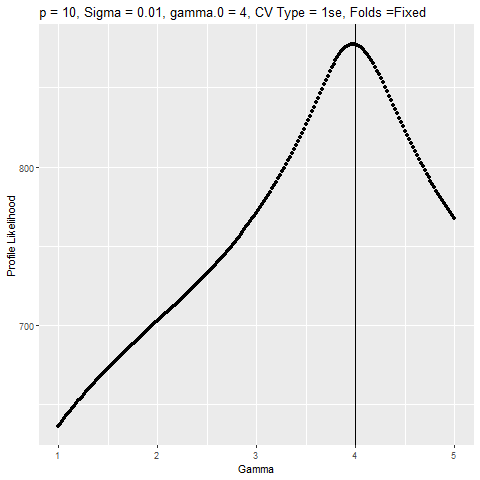 p = 10, Sigma = 0.01, gamma.0 = 4, CV Type = 1se, Folds =Fixed
Profile Likelihood
800
700
1
2
3
4
5
Gamma